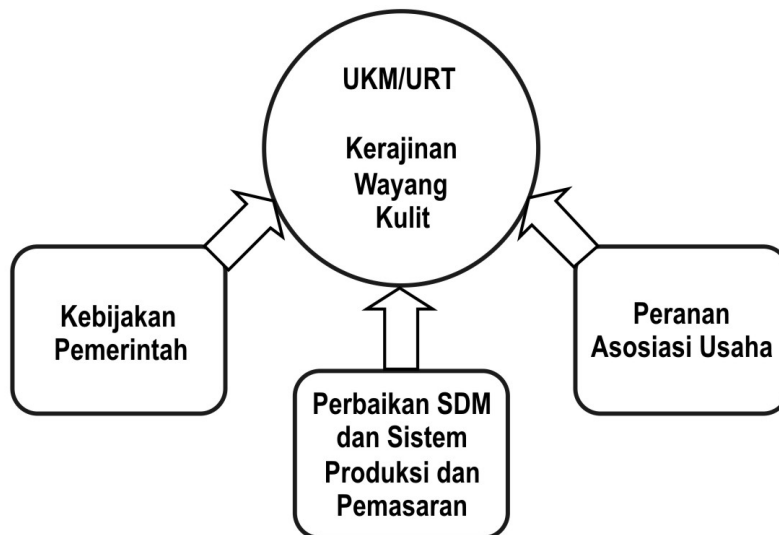 UKM/URT
Kerajinan
Wayang
Kulit
Kebijakan
Pemerintah
Perbaikan SDM
dan Sistem
Produksi dan
Pemasaran
Peranan
Asosiasi Usaha